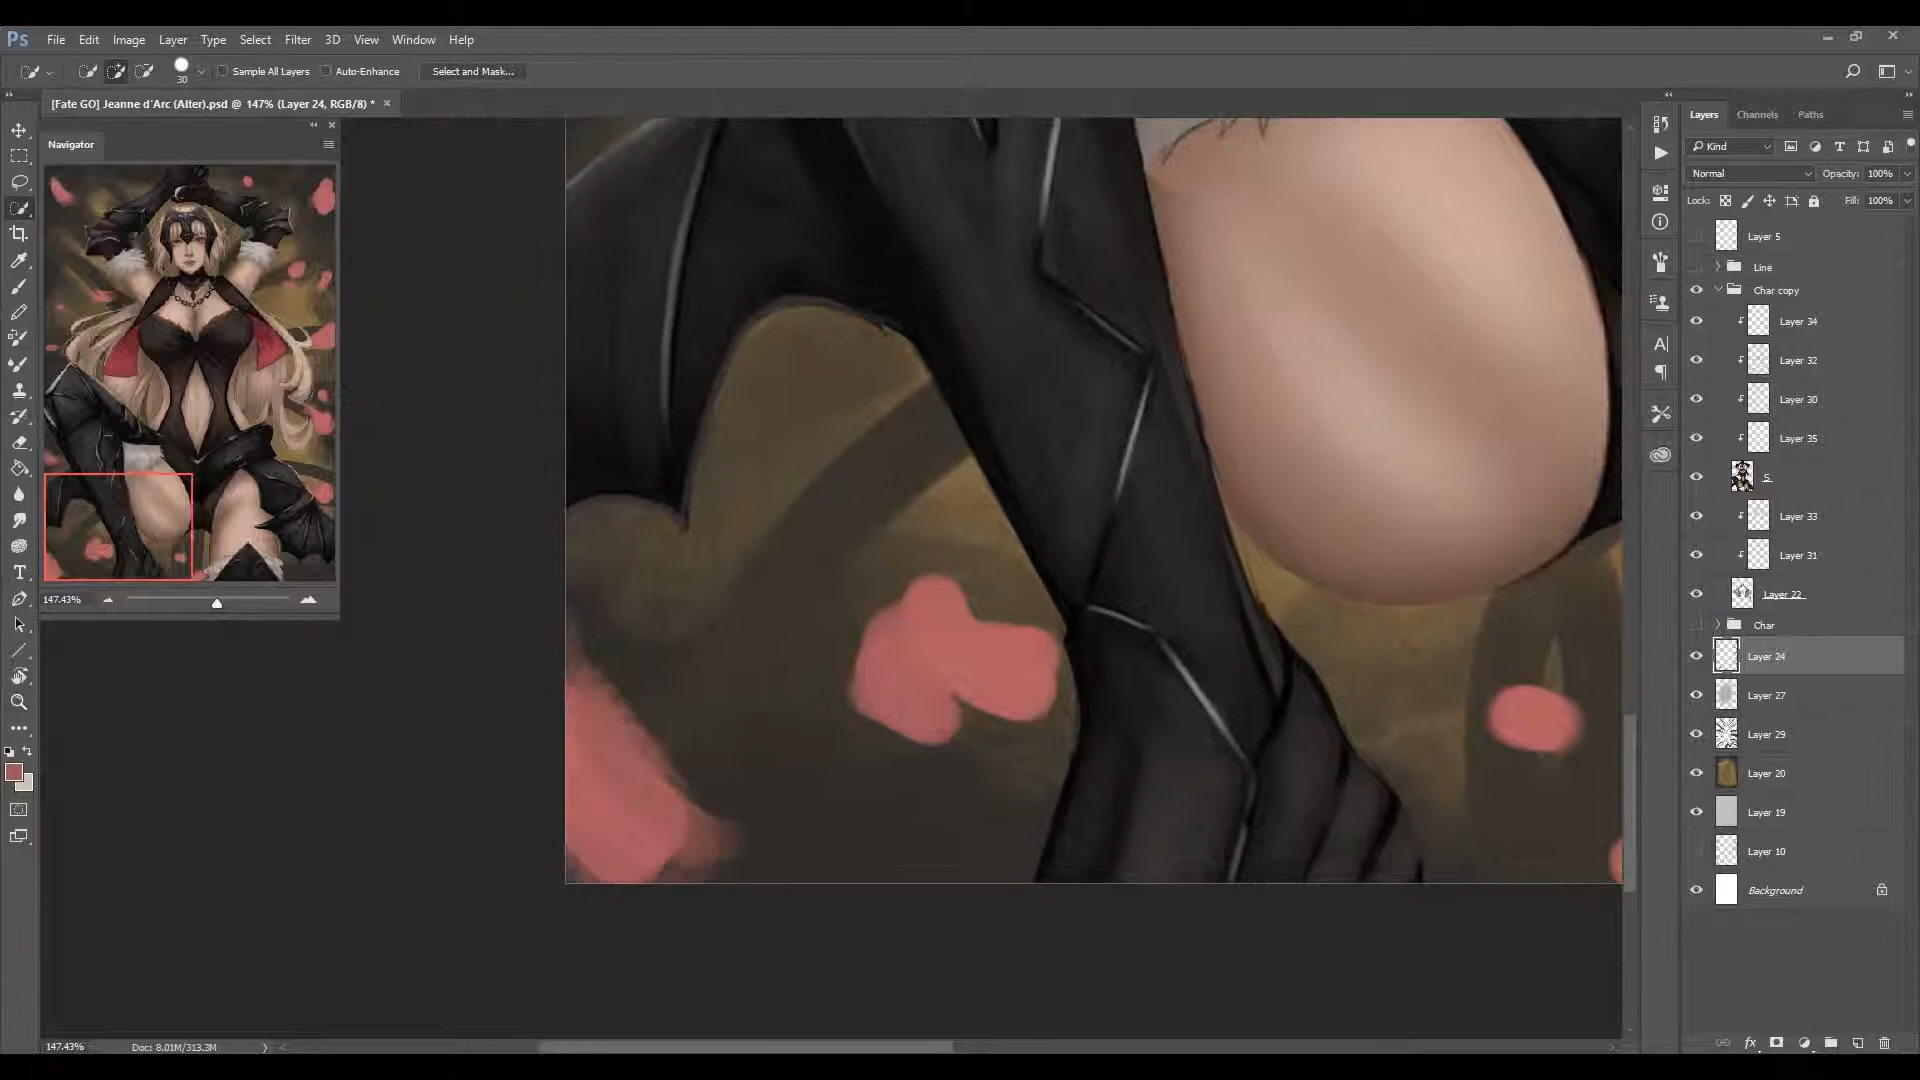 Ps File Edit Image Layer Type Select Filter 3D View Window Help
30 Sample All Layers Auto-Enhance Select and Mask...
[Fate GO] Jeanne d'Arc (Alter).psd @ 147% (Layer 24, RGB/8) *
Navigator
147.43%
Layers Channels Paths
Kind
Normal Opacity: 100%
Lock: Fill: 100%
Layer 5
Line
Char copy
Layer 34
Layer 32
Layer 30
Layer 35
S
Layer 33
Layer 31
Layer 22
Char
Layer 24
Layer 27
Layer 29
Layer 20
Layer 19
Layer 10
Background
147.43% Doc: 8.01M/313.3M